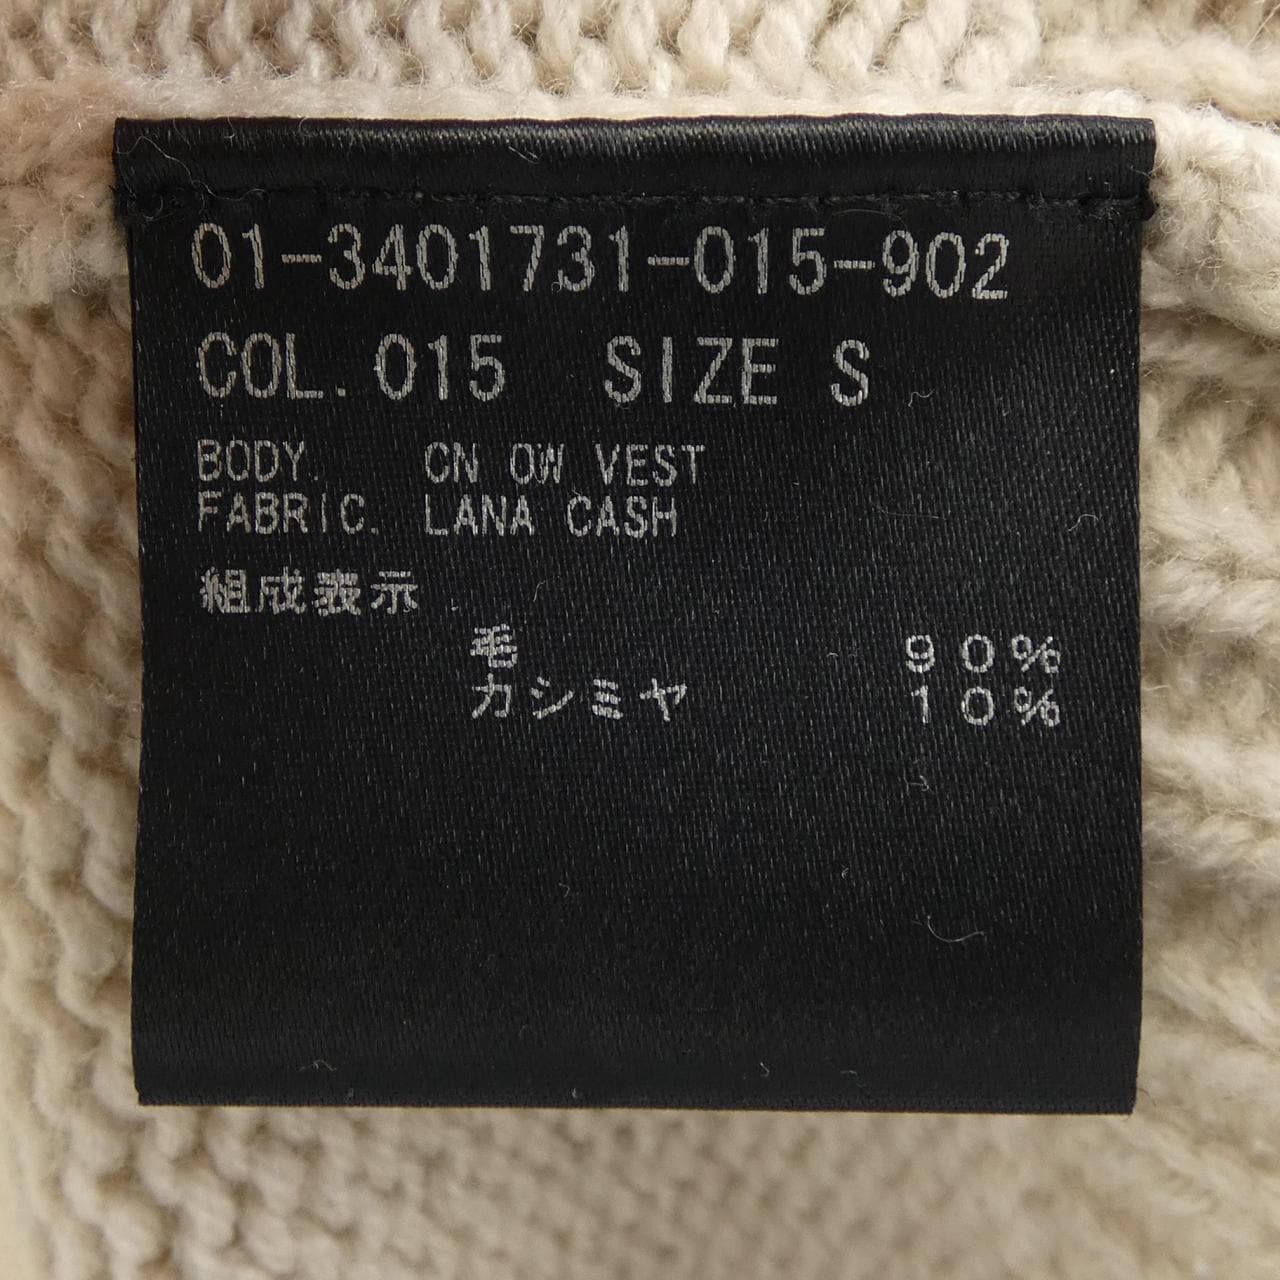 01-3401731-015-902
COL. 015 SIZE S
BODY. CN OW VEST
FABRIC. LANA CASH
組成表示
毛 90%
カシミヤ 10%